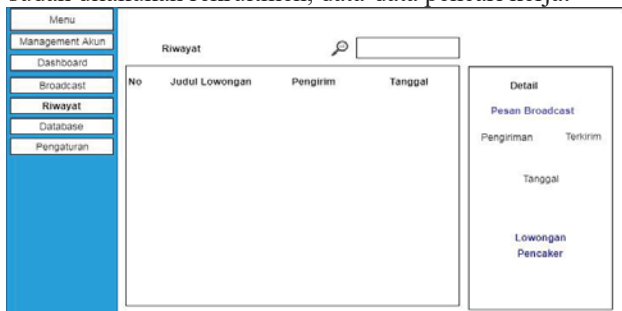 Menu
Management Akun
Dashboard
Broadcast
Riwayat
Database
Pengaturan
Riwayat
No Judul Lowongan Pengirim Tanggal
Detail
Pesan Broadcast
Pengiriman Terkirim
Tanggal
Lowongan
Pencaker